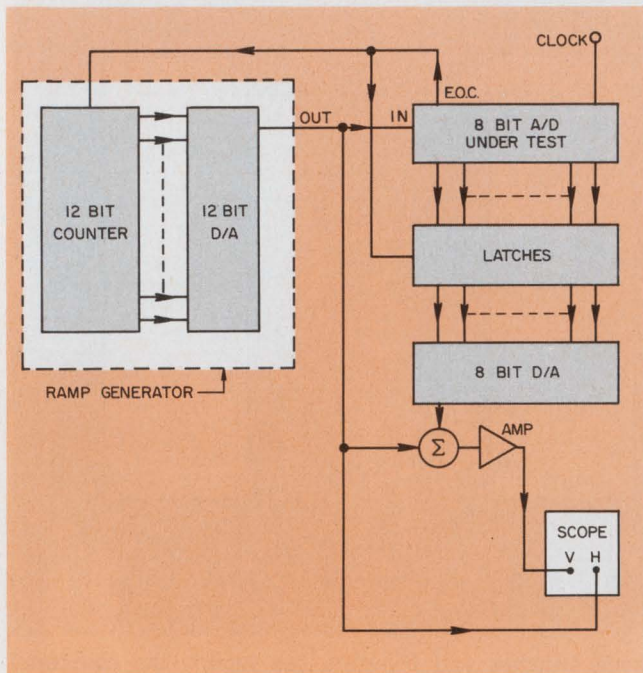 CLOCK
E.O.C.
OUT
IN
8 BIT A/D
UNDER TEST
12 BIT
COUNTER
12 BIT
D/A
LATCHES
8 BIT D/A
RAMP GENERATOR
Σ
AMP
SCOPE
V H